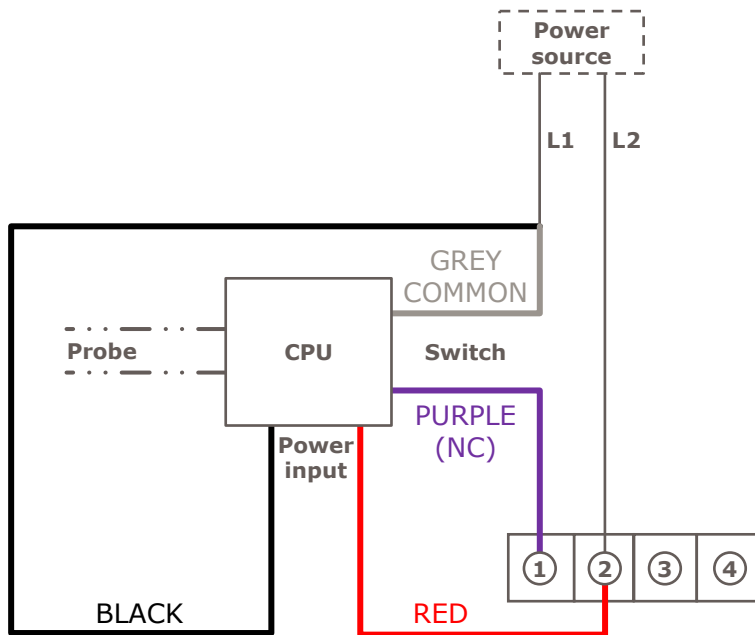 Power
source
L1
L2
GREY
COMMON
Probe
CPU
Switch
PURPLE
(NC)
Power
input
1
2
3
4
BLACK
RED